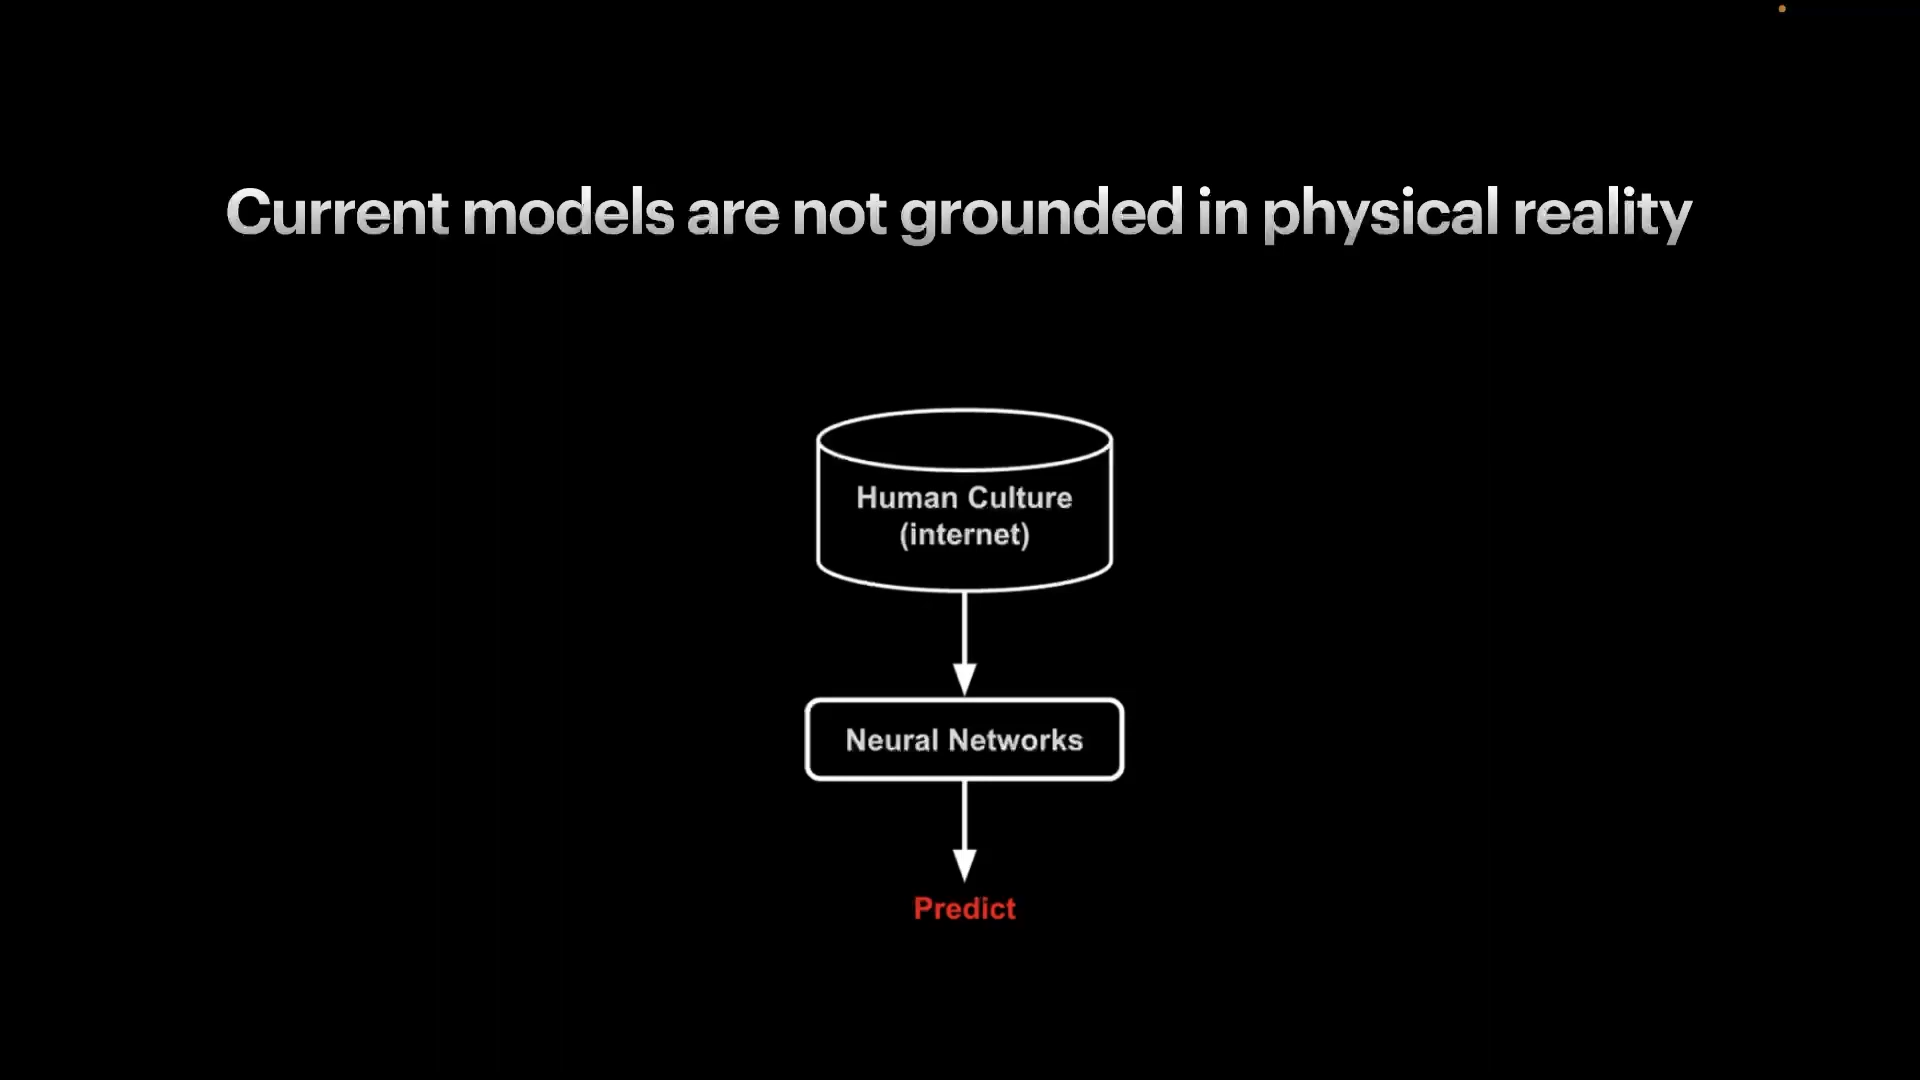 Current models are not grounded in physical reality
Human Culture
(internet)
Neural Networks
Predict